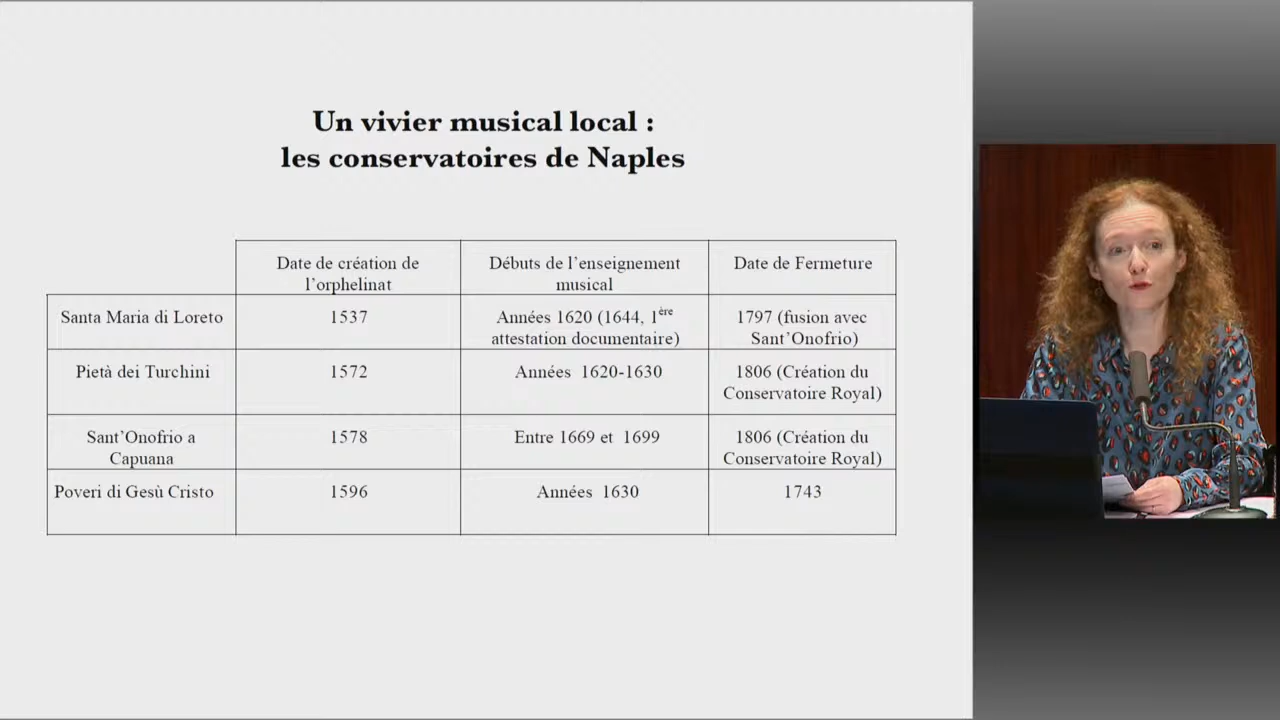 Un vivier musical local :
les conservatoires de Naples
Date de création de
l'orphelinat
Débuts de l'enseignement
musical
Date de Fermeture
Santa Maria di Loreto
1537
Années 1620 (1644, 1ère
attestation documentaire)
1797 (fusion avec
Sant'Onofrio)
Pietà dei Turchini
1572
Années 1620-1630
1806 (Création du
Conservatoire Royal)
Sant'Onofrio a
Capuana
1578
Entre 1669 et 1699
1806 (Création du
Conservatoire Royal)
Poveri di Gesù Cristo
1596
Années 1630
1743